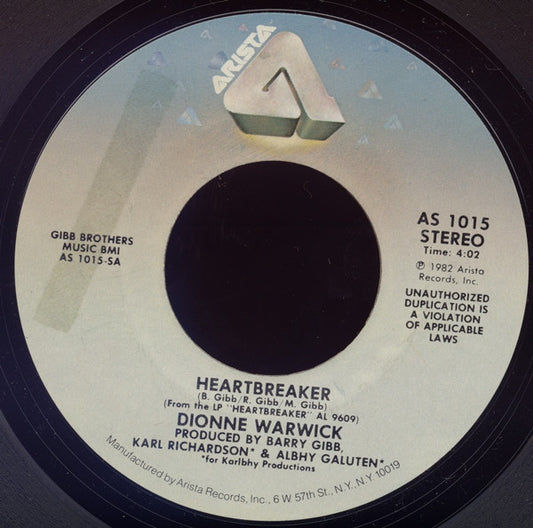 ARISTA
GIBB BROTHERS
MUSIC BMI
AS 1015-SA
AS 1015
STEREO
Time: 4:02
℗ 1982 Arista
Records, Inc.
UNAUTHORIZED
DUPLICATION IS
A VIOLATION
OF APPLICABLE
LAWS
HEARTBREAKER
(B. Gibb/R. Gibb/M. Gibb)
(From the LP "HEARTBREAKER" AL 9609)
DIONNE WARWICK
PRODUCED BY BARRY GIBB,
KARL RICHARDSON* & ALBHY GALUTEN*
*for Karlbhy Productions
Manufactured by Arista Records, Inc., 6 W. 57th St., N.Y., N.Y. 10019